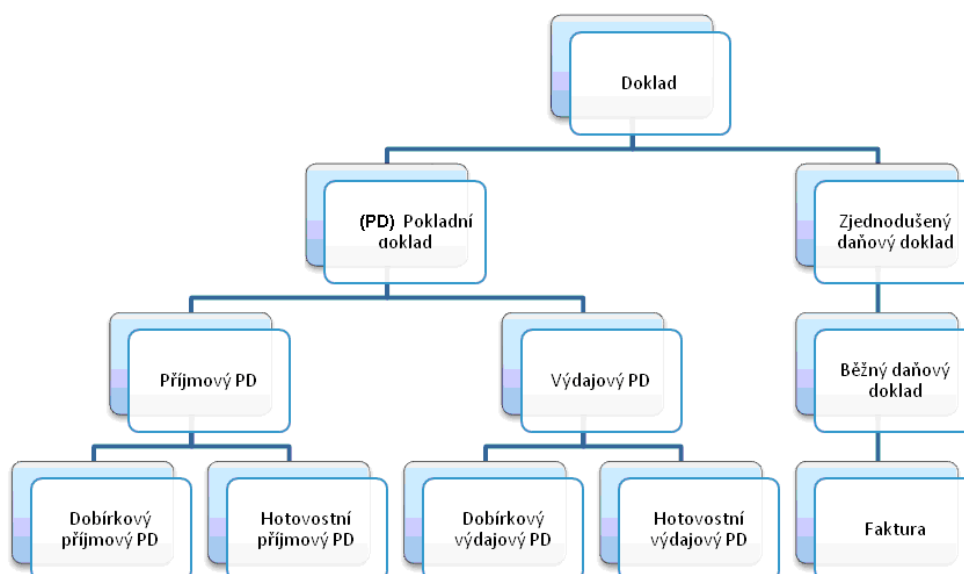 Doklad
(PD) Pokladní
doklad
Zjednodušený
daňový doklad
Příjmový PD
Výdajový PD
Běžný daňový
doklad
Dobírkový
příjmový PD
Hotovostní
příjmový PD
Dobírkový
výdajový PD
Hotovostní
výdajový PD
Faktura